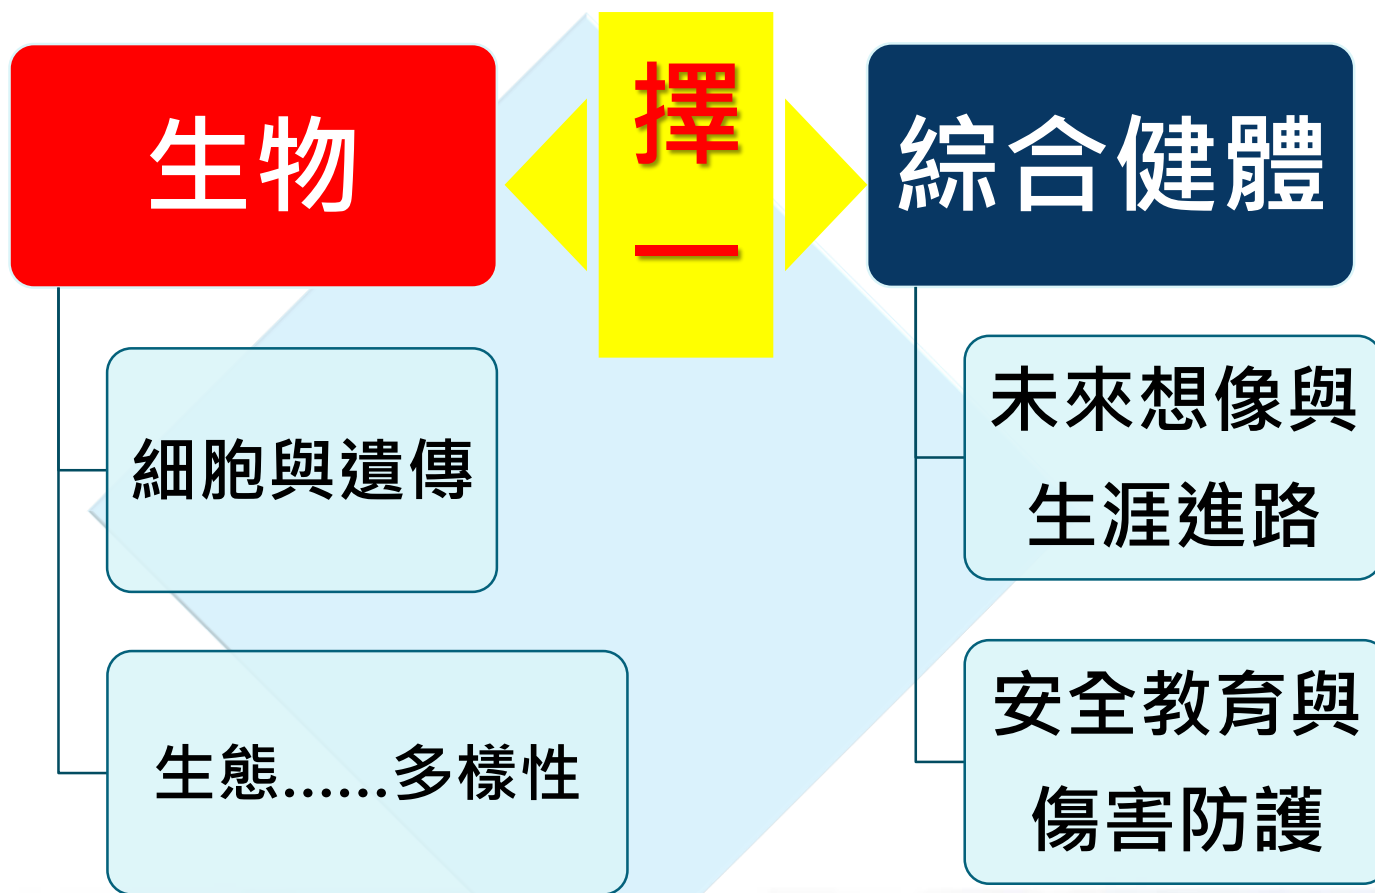 生物
擇
一
綜合健體
細胞與遺傳
生態……多樣性
未來想像與
生涯進路
安全教育與
傷害防護